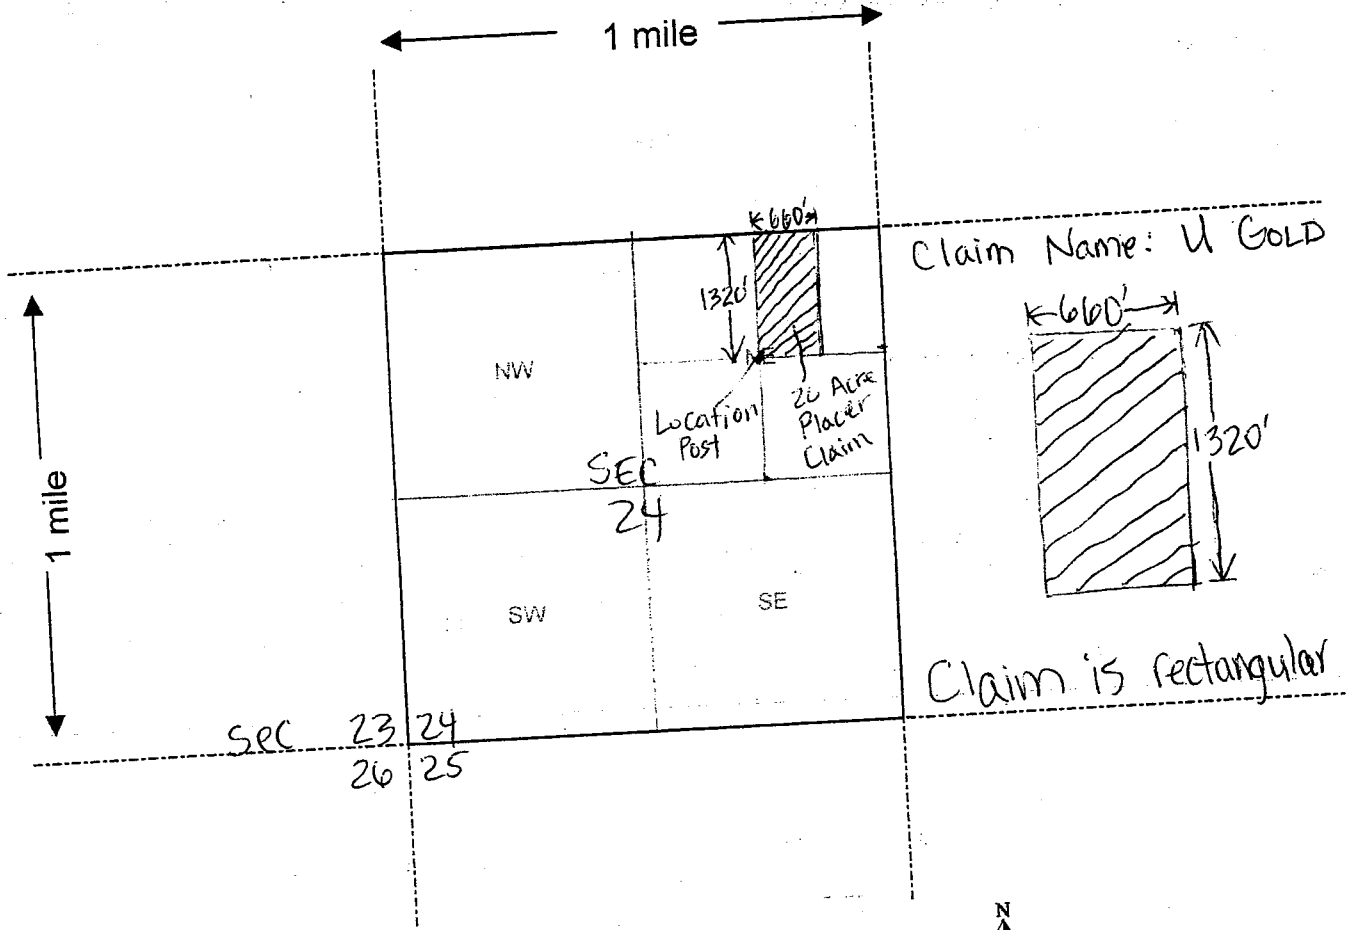 1 mile
660'
Claim Name: U GOLD
660'
1320'
NW
NE
Location
Post
20 Acre
Placer
Claim
1320'
SEC
24
1 mile
SW
SE
Claim is rectangular
Sec 23 24
26 25
N